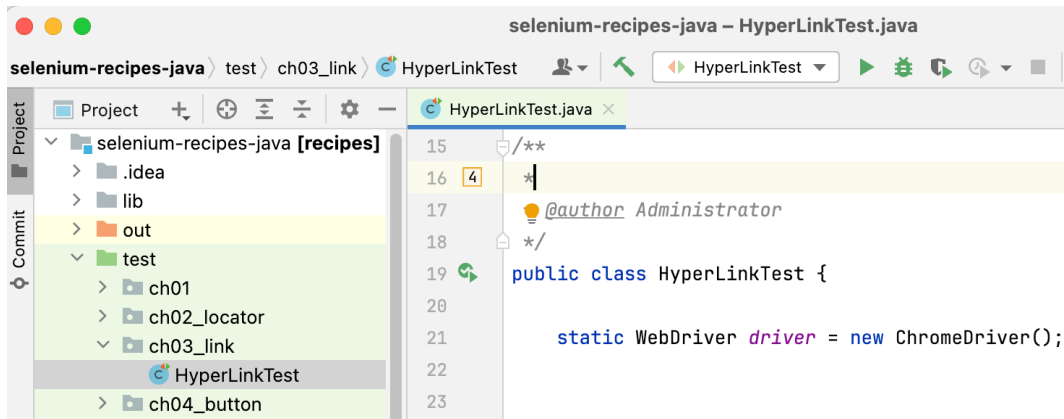 selenium-recipes-java – HyperLinkTest.java
selenium-recipes-java test ch03_link HyperLinkTest HyperLinkTest
Project
Commit
Project
selenium-recipes-java [recipes]
.idea
lib
out
test
ch01
ch02_locator
ch03_link
HyperLinkTest
ch04_button
HyperLinkTest.java
15 /**
16 4 *
17 @author Administrator
18 */
19 public class HyperLinkTest {
20
21 static WebDriver driver = new ChromeDriver();
22
23